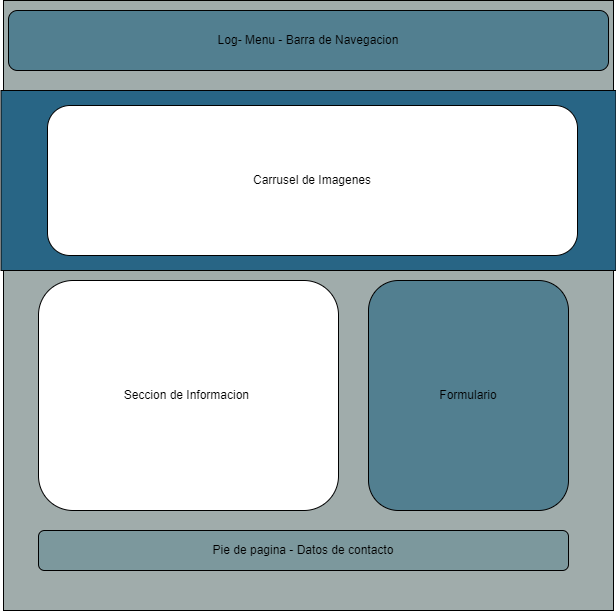 Log- Menu - Barra de Navegacion
Carrusel de Imagenes
Seccion de Informacion
Formulario
Pie de pagina - Datos de contacto